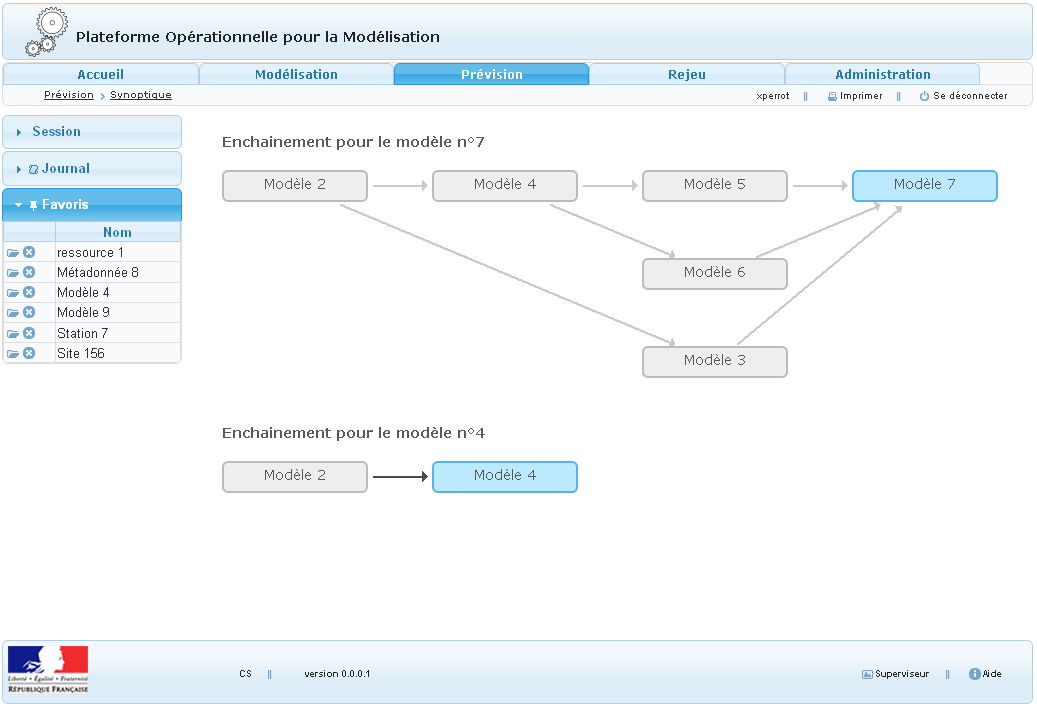 Plateforme Opérationnelle pour la Modélisation
Accueil Modélisation Prévision Rejeu Administration
Prévision > Synoptique xperrot || Imprimer || Se déconnecter
Session
Journal
Favoris
Nom
ressource 1
Métadonnée 8
Modèle 4
Modèle 9
Station 7
Site 156
Enchainement pour le modèle n°7
Modèle 2 Modèle 4 Modèle 5 Modèle 7
Modèle 6
Modèle 3
Enchainement pour le modèle n°4
Modèle 2 Modèle 4
Liberté • Égalité • Fraternité
RÉPUBLIQUE FRANÇAISE
CS || version 0.0.0.1 Superviseur || Aide